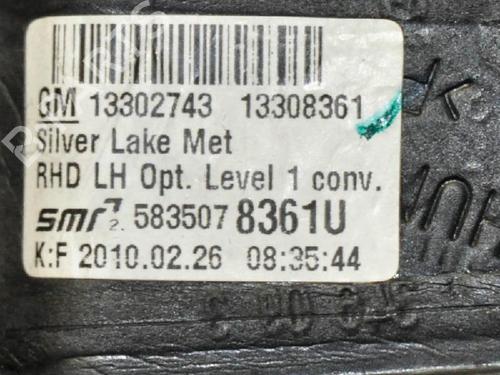 GM 13302743 13308361
Silver Lake Met
RHD LH Opt. Level 1 conv.
smr 2. 583507 8361U
K:F 2010.02.26 08:35:44